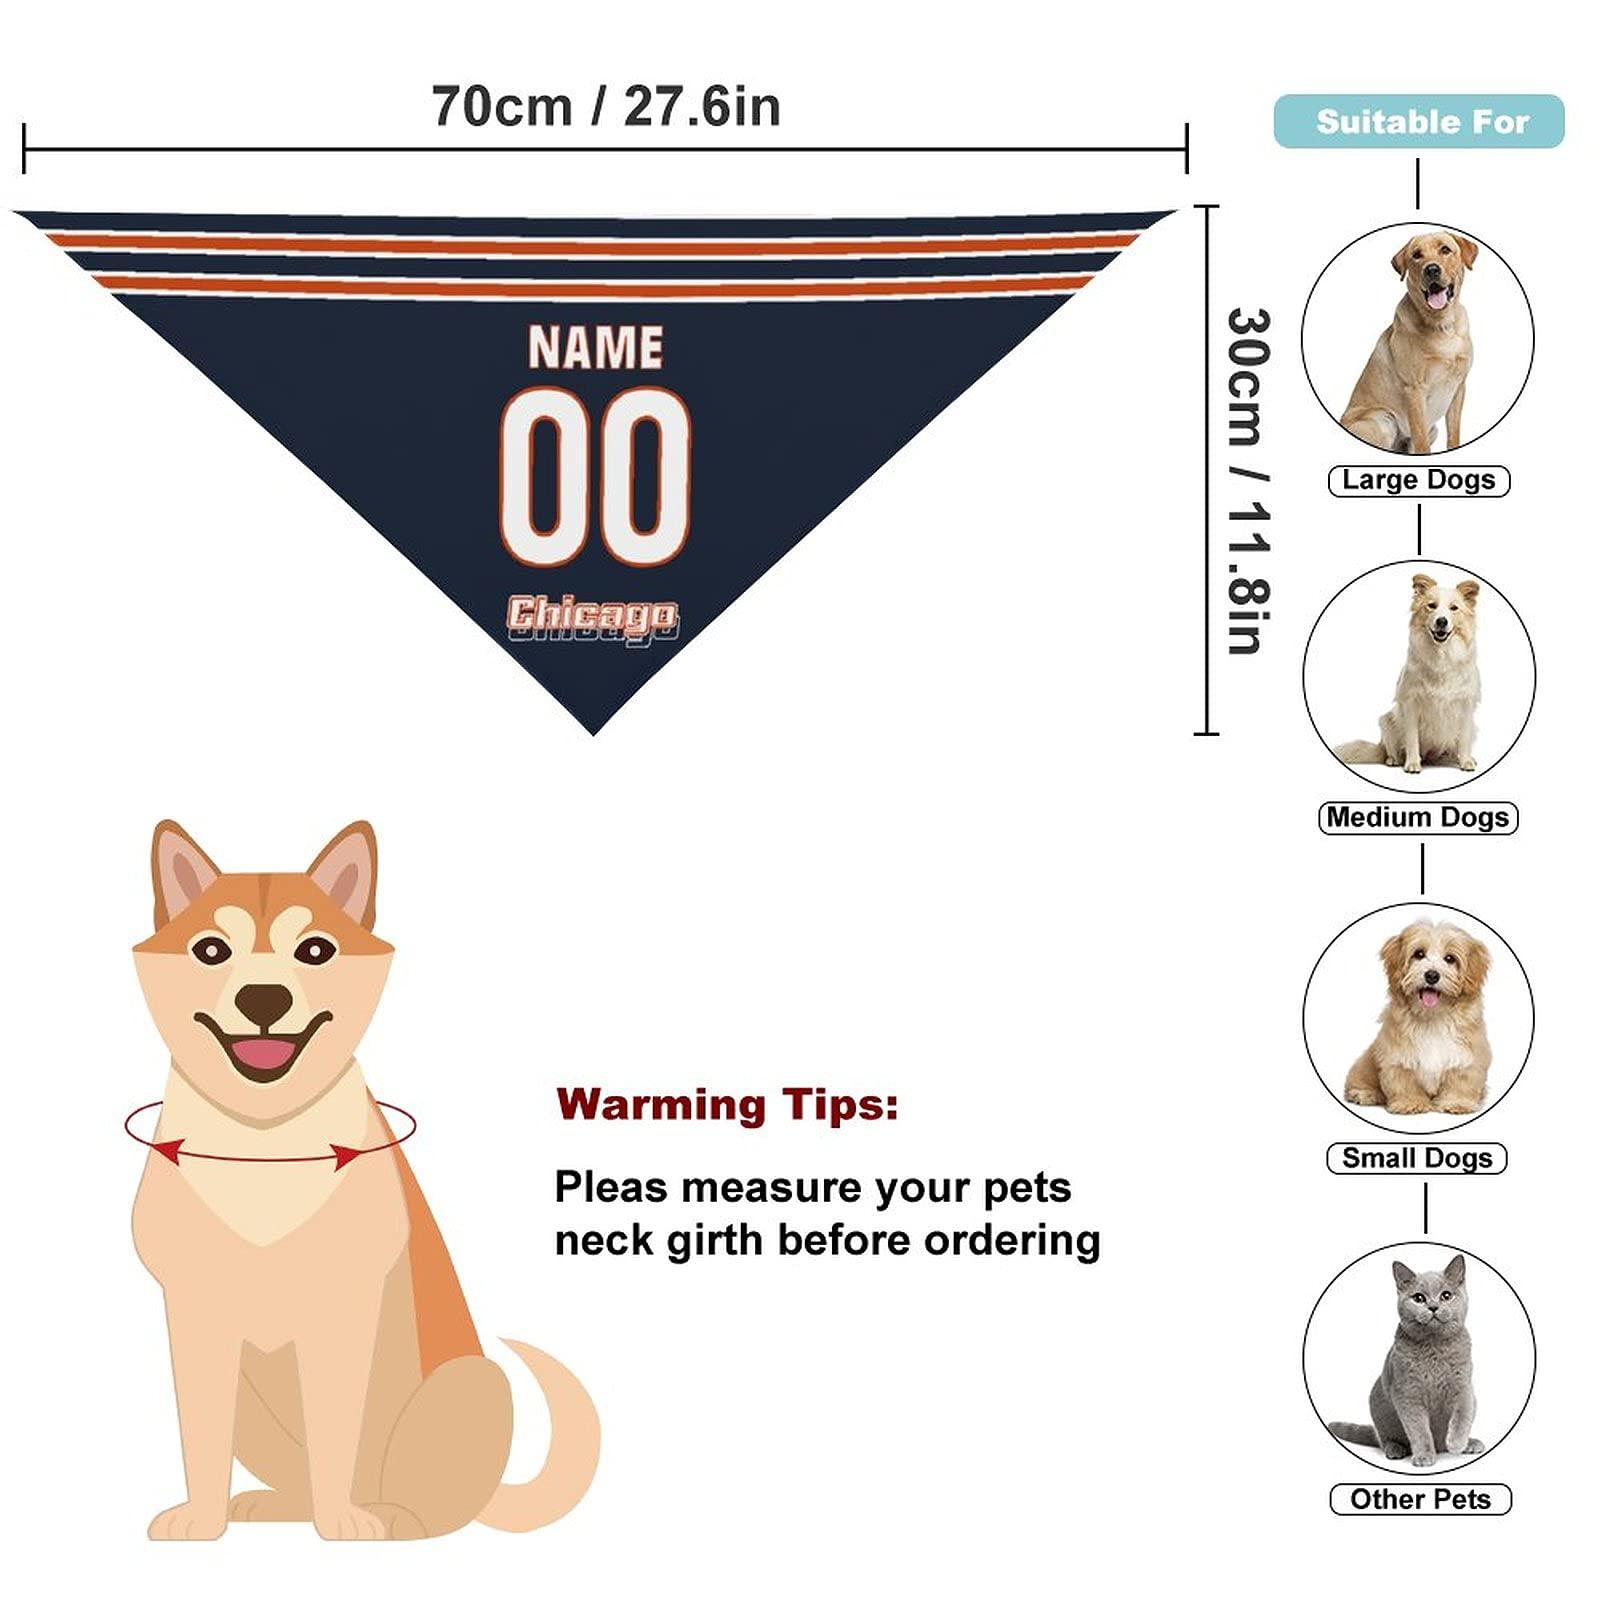 70cm / 27.6in
Suitable For
NAME
00
Chicago
30cm / 11.8in
Large Dogs
Medium Dogs
Small Dogs
Other Pets
Warming Tips:
Pleas measure your pets
neck girth before ordering